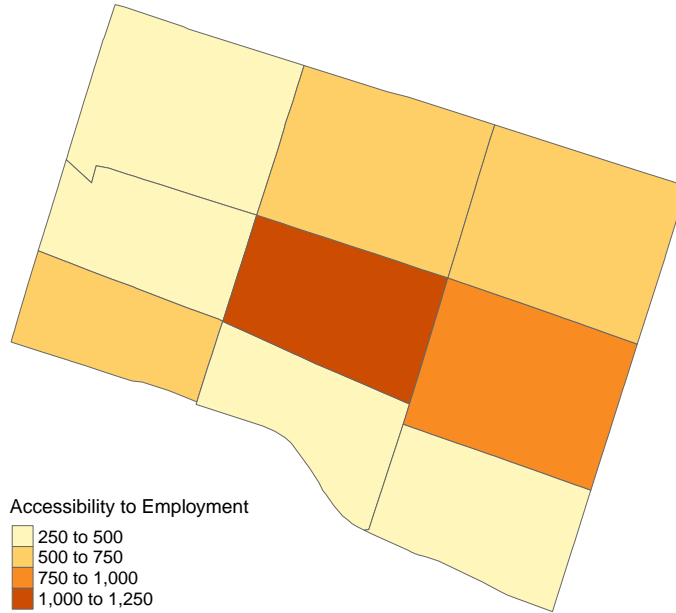 Accessibility to Employment
250 to 500
500 to 750
750 to 1,000
1,000 to 1,250